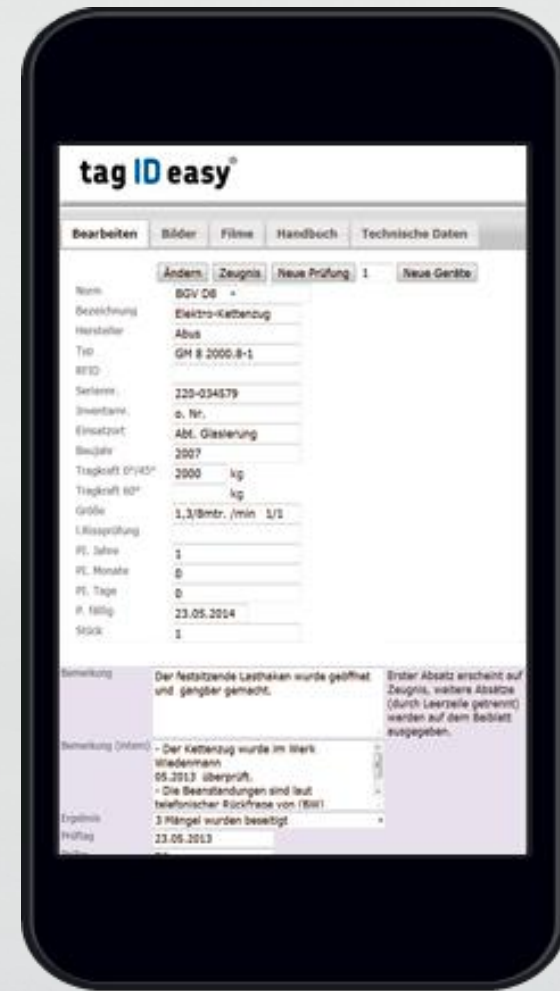 tag ID easy®
Bearbeiten Bilder Filme Handbuch Technische Daten
Ändern Zeugnis Neue Prüfung 1 Neue Geräte
Norm BGV D8
Bezeichnung Elektro-Kettenzug
Hersteller Abus
Typ GM 8 2000.8-1
RFID
Seriennr. 220-034579
Inventarnr. o. Nr.
Einsatzort Abt. Glasierung
Baujahr 2007
Tragkraft 0°/45° 2000 kg
Tragkraft 60° kg
Größe 1,3/8mtr. /min 1/1
l.Rissprüfung
PI. Jahre 1
PI. Monate 0
PI. Tage 0
P. fällig 23.05.2014
Stück 1
Bemerkung Der festsitzende Lasthaken wurde geöffnet
und gangbar gemacht.
Erster Absatz erscheint auf
Zeugnis, weitere Absätze
(durch Leerzeile getrennt)
werden auf dem Beiblatt
ausgegeben.
Bemerkung (intern) - Der Kettenzug wurde im Werk
Wiedenmann
05.2013 überprüft.
- Die Beanstandungen sind laut
telefonischer Rückfrage von (BW)
Ergebnis 3 Mängel wurden beseitigt
Prüftag 23.05.2013